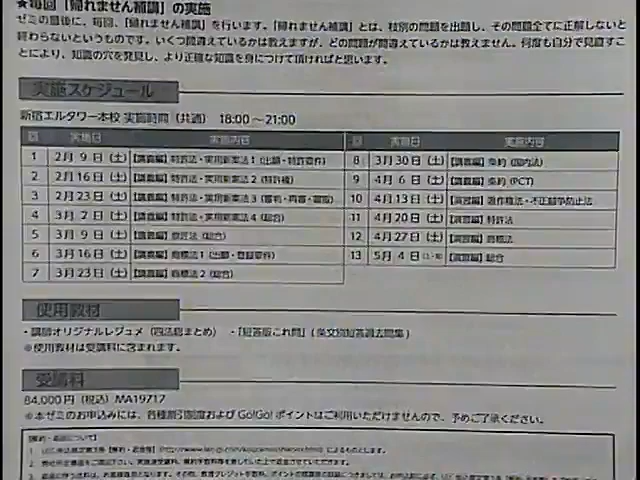 ★毎回「帰れません補講」の実施
ゼミの最後に、毎回、「帰れません補講」を行います。「帰れません補講」とは、枝別の問題を出題し、その問題全てに正解しないと
終わらないというものです。いくつ間違えているかは教えますが、どの問題が間違えているかは教えません。何度も自分で見直すこ
とにより、知識の穴を発見し、より正確な知識を身につけて頂ければと思います。
実施スケジュール
新宿エルタワー本校 実施時間（共通） 18:00～21:00
回 実施日 実施内容 回 実施日 実施内容
1 2月 9日（土） 【講義編】特許法・実用新案法1（出願・特許要件） 8 3月30日（土） 【講義編】条約（国内法）
2 2月16日（土） 【講義編】特許法・実用新案法2（特許権） 9 4月 6日（土） 【講義編】条約（PCT）
3 2月23日（土） 【講義編】特許法・実用新案法3（審判・再審・審取） 10 4月13日（土） 【演習編】著作権法・不正競争防止法
4 3月 2日（土） 【講義編】特許法・実用新案法4（総合） 11 4月20日（土） 【演習編】特許法
5 3月 9日（土） 【講義編】意匠法（総合） 12 4月27日（土） 【演習編】商標法
6 3月16日（土） 【講義編】商標法1（出願・登録要件） 13 5月 4日 【演習編】総合
7 3月23日（土） 【講義編】商標法2（総合）
使用教材
・講師オリジナルレジュメ（四法総まとめ） ・「短答版これ問」（条文別短答過去問集）
※使用教材は受講料に含まれます。
受講料
84,000円（税込）MA19717
※本ゼミのお申込みには、各種割引制度およびGo!Go!ポイントはご利用いただけませんので、予めご了承ください。
【解約・返品について】